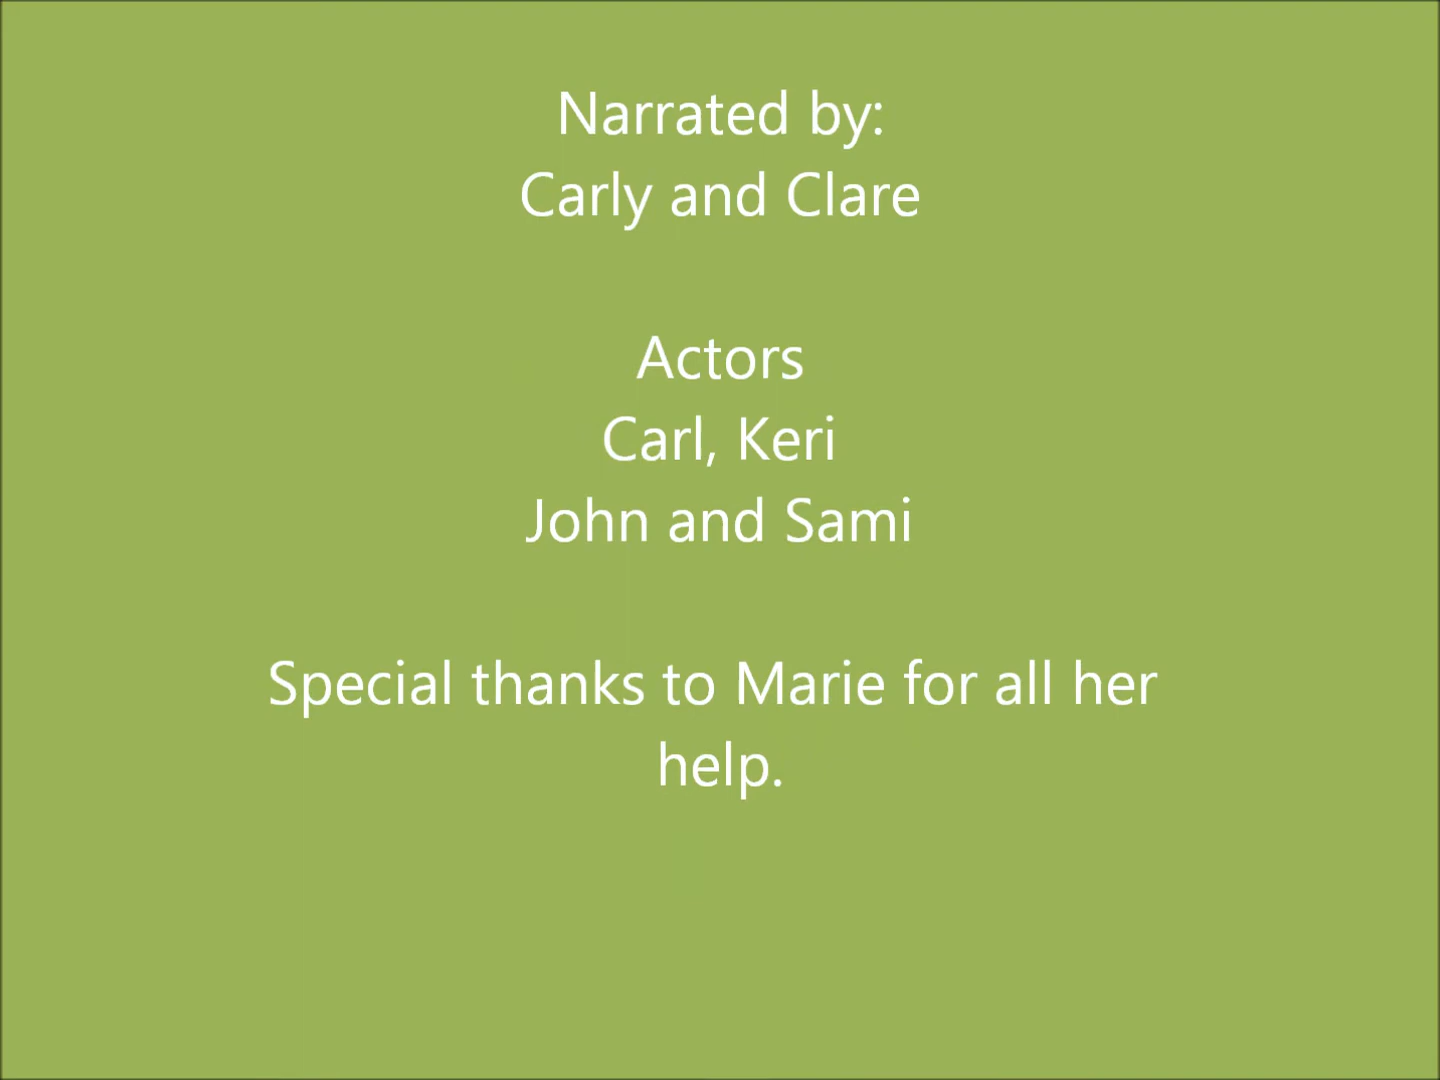 Narrated by:
Carly and Clare
Actors
Carl, Keri
John and Sami
Special thanks to Marie for all her
help.